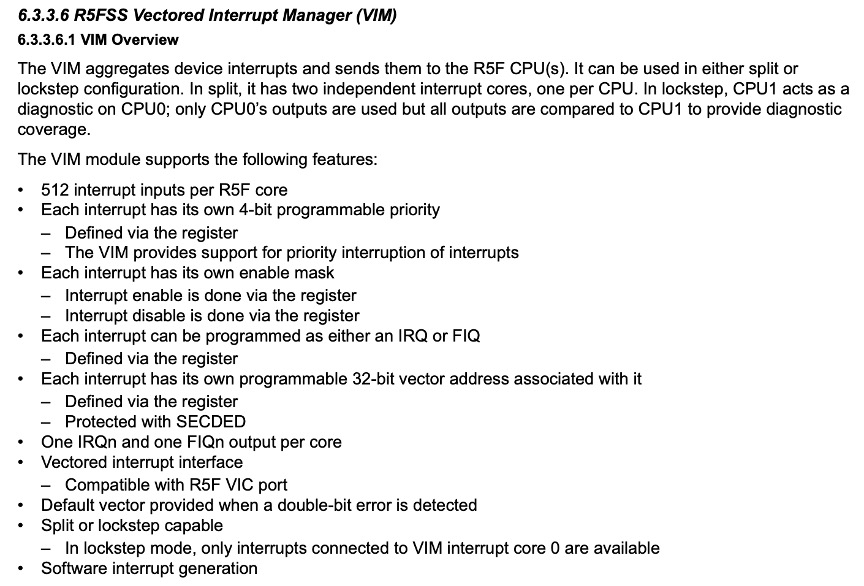 6.3.3.6 R5FSS Vectored Interrupt Manager (VIM)
6.3.3.6.1 VIM Overview
The VIM aggregates device interrupts and sends them to the R5F CPU(s). It can be used in either split or
lockstep configuration. In split, it has two independent interrupt cores, one per CPU. In lockstep, CPU1 acts as a
diagnostic on CPU0; only CPU0's outputs are used but all outputs are compared to CPU1 to provide diagnostic
coverage.
The VIM module supports the following features:
• 512 interrupt inputs per R5F core
• Each interrupt has its own 4-bit programmable priority
– Defined via the register
– The VIM provides support for priority interruption of interrupts
• Each interrupt has its own enable mask
– Interrupt enable is done via the register
– Interrupt disable is done via the register
• Each interrupt can be programmed as either an IRQ or FIQ
– Defined via the register
• Each interrupt has its own programmable 32-bit vector address associated with it
– Defined via the register
– Protected with SECDED
• One IRQn and one FIQn output per core
• Vectored interrupt interface
– Compatible with R5F VIC port
• Default vector provided when a double-bit error is detected
• Split or lockstep capable
– In lockstep mode, only interrupts connected to VIM interrupt core 0 are available
• Software interrupt generation